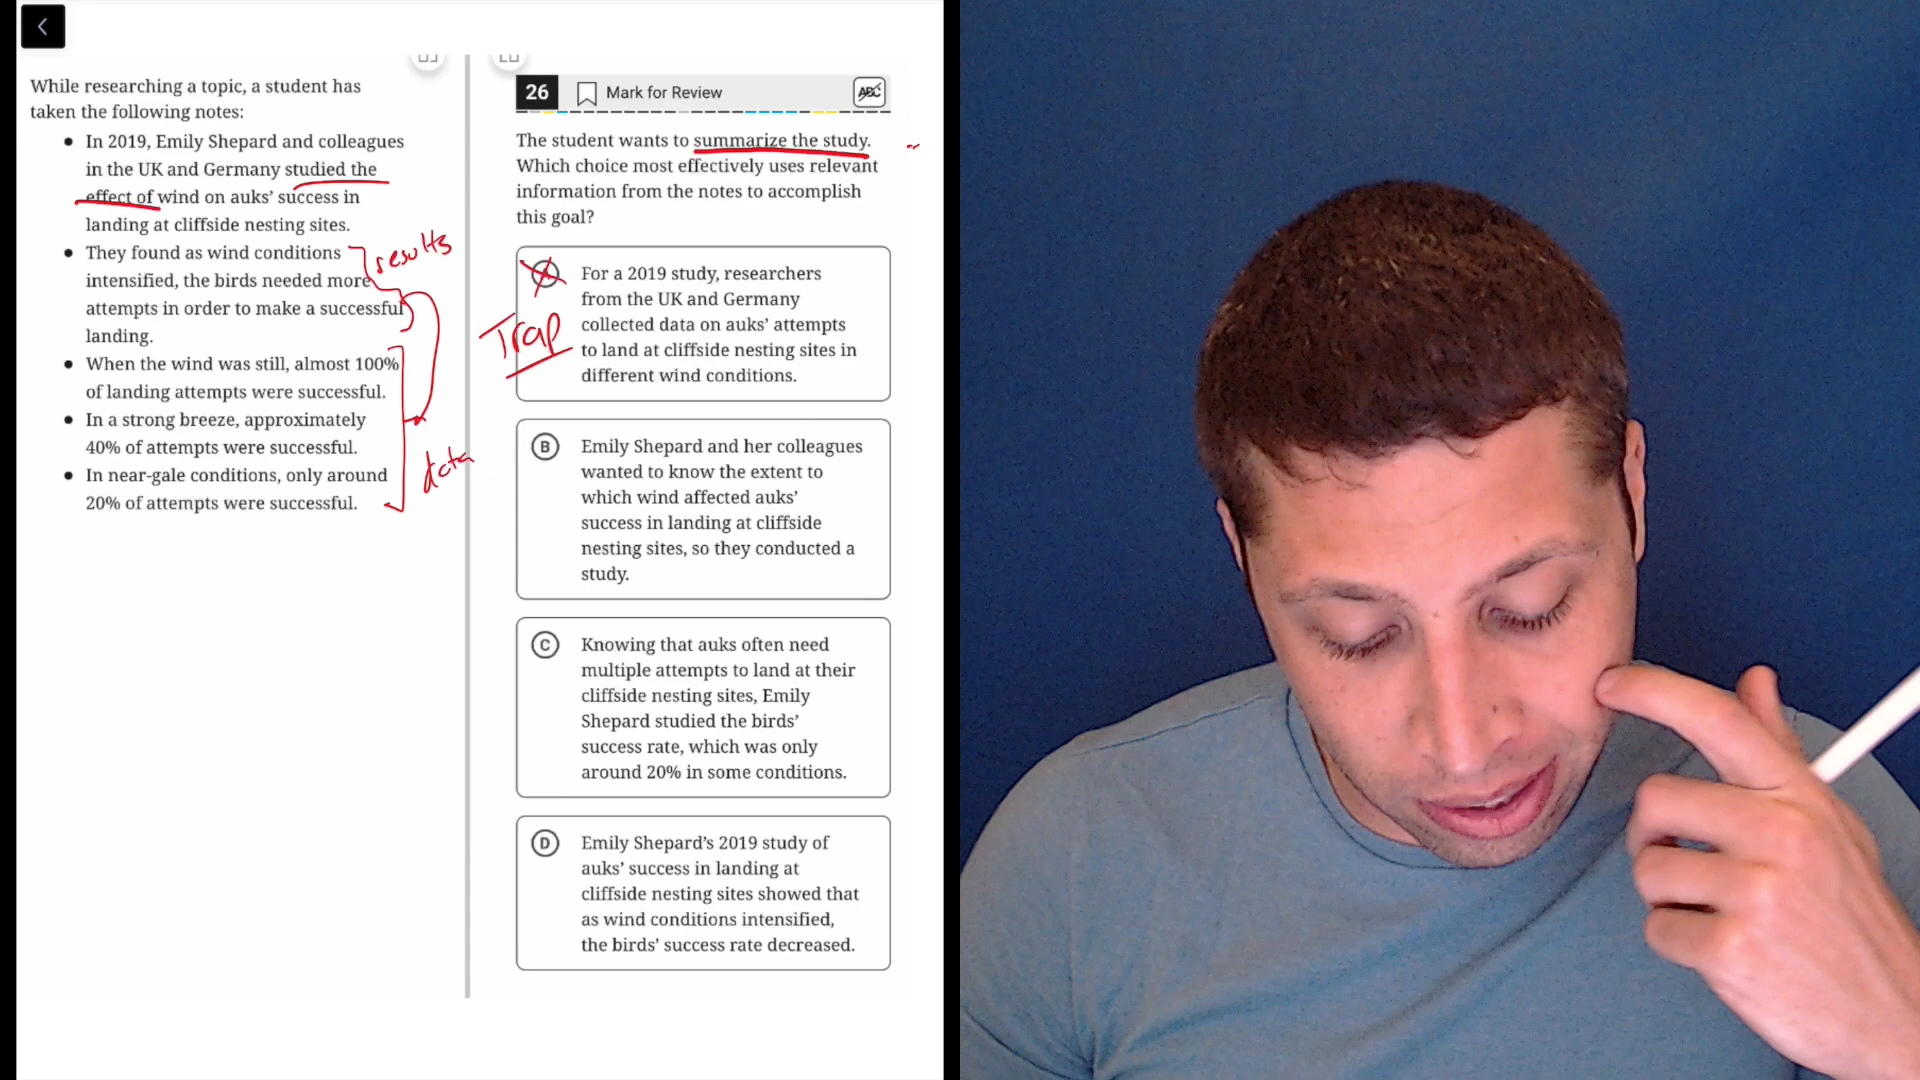 While researching a topic, a student has
taken the following notes:
• In 2019, Emily Shepard and colleagues
in the UK and Germany studied the
effect of wind on auks' success in
landing at cliffside nesting sites.
• They found as wind conditions
intensified, the birds needed more
attempts in order to make a successful
landing.
• When the wind was still, almost 100%
of landing attempts were successful.
• In a strong breeze, approximately
40% of attempts were successful.
• In near-gale conditions, only around
20% of attempts were successful.
results
data
26 Mark for Review ABC
The student wants to summarize the study.
Which choice most effectively uses relevant
information from the notes to accomplish
this goal?
A For a 2019 study, researchers
from the UK and Germany
collected data on auks' attempts
to land at cliffside nesting sites in
different wind conditions.
Trap
B Emily Shepard and her colleagues
wanted to know the extent to
which wind affected auks'
success in landing at cliffside
nesting sites, so they conducted a
study.
C Knowing that auks often need
multiple attempts to land at their
cliffside nesting sites, Emily
Shepard studied the birds'
success rate, which was only
around 20% in some conditions.
D Emily Shepard's 2019 study of
auks' success in landing at
cliffside nesting sites showed that
as wind conditions intensified,
the birds' success rate decreased.